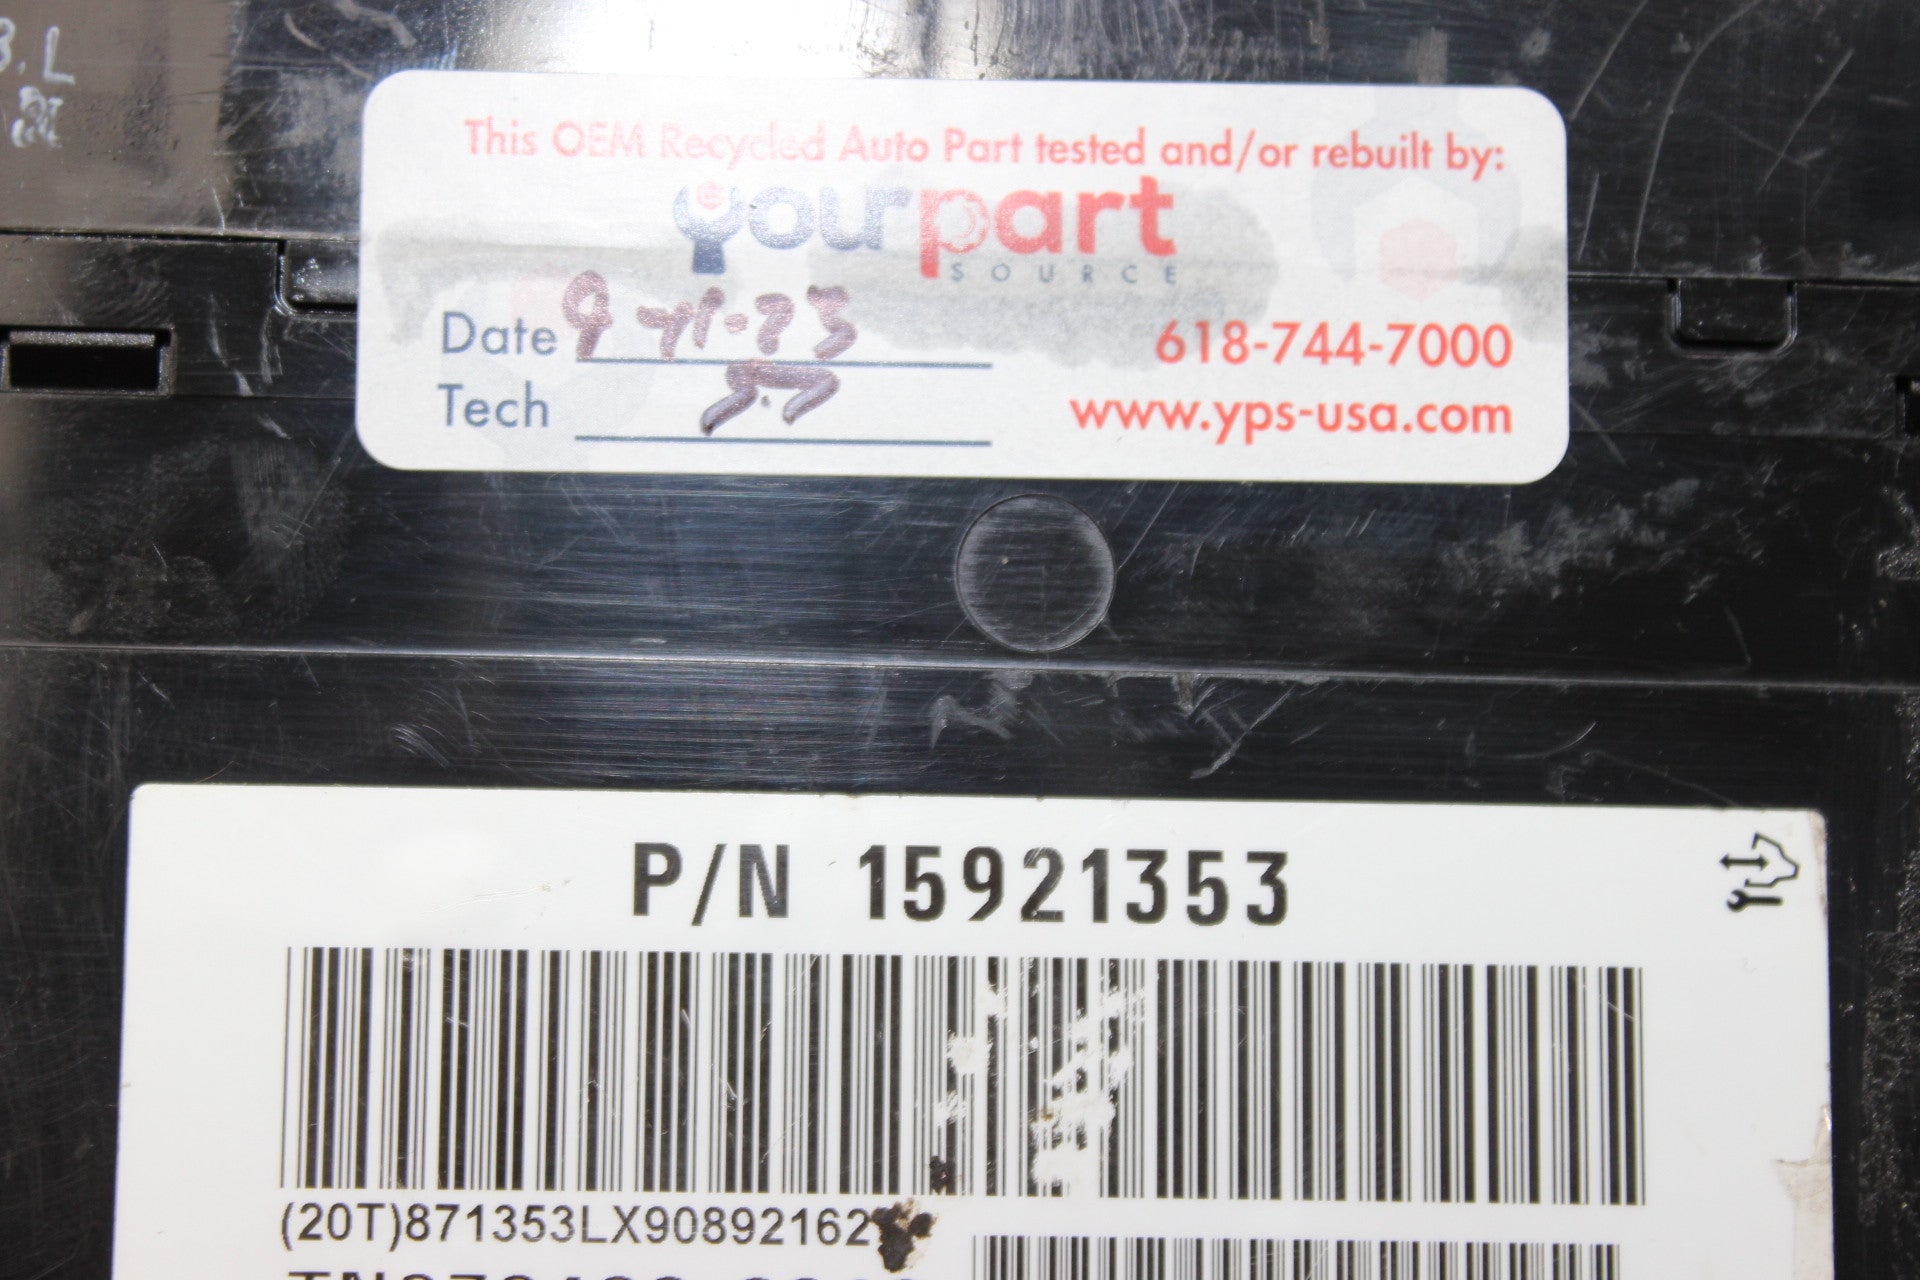 This OEM Recycled Auto Part tested and/or rebuilt by:
yourpart
SOURCE
Date
618-744-7000
Tech
www.yps-usa.com
P/N 15921353
(20T)871353LX90892162